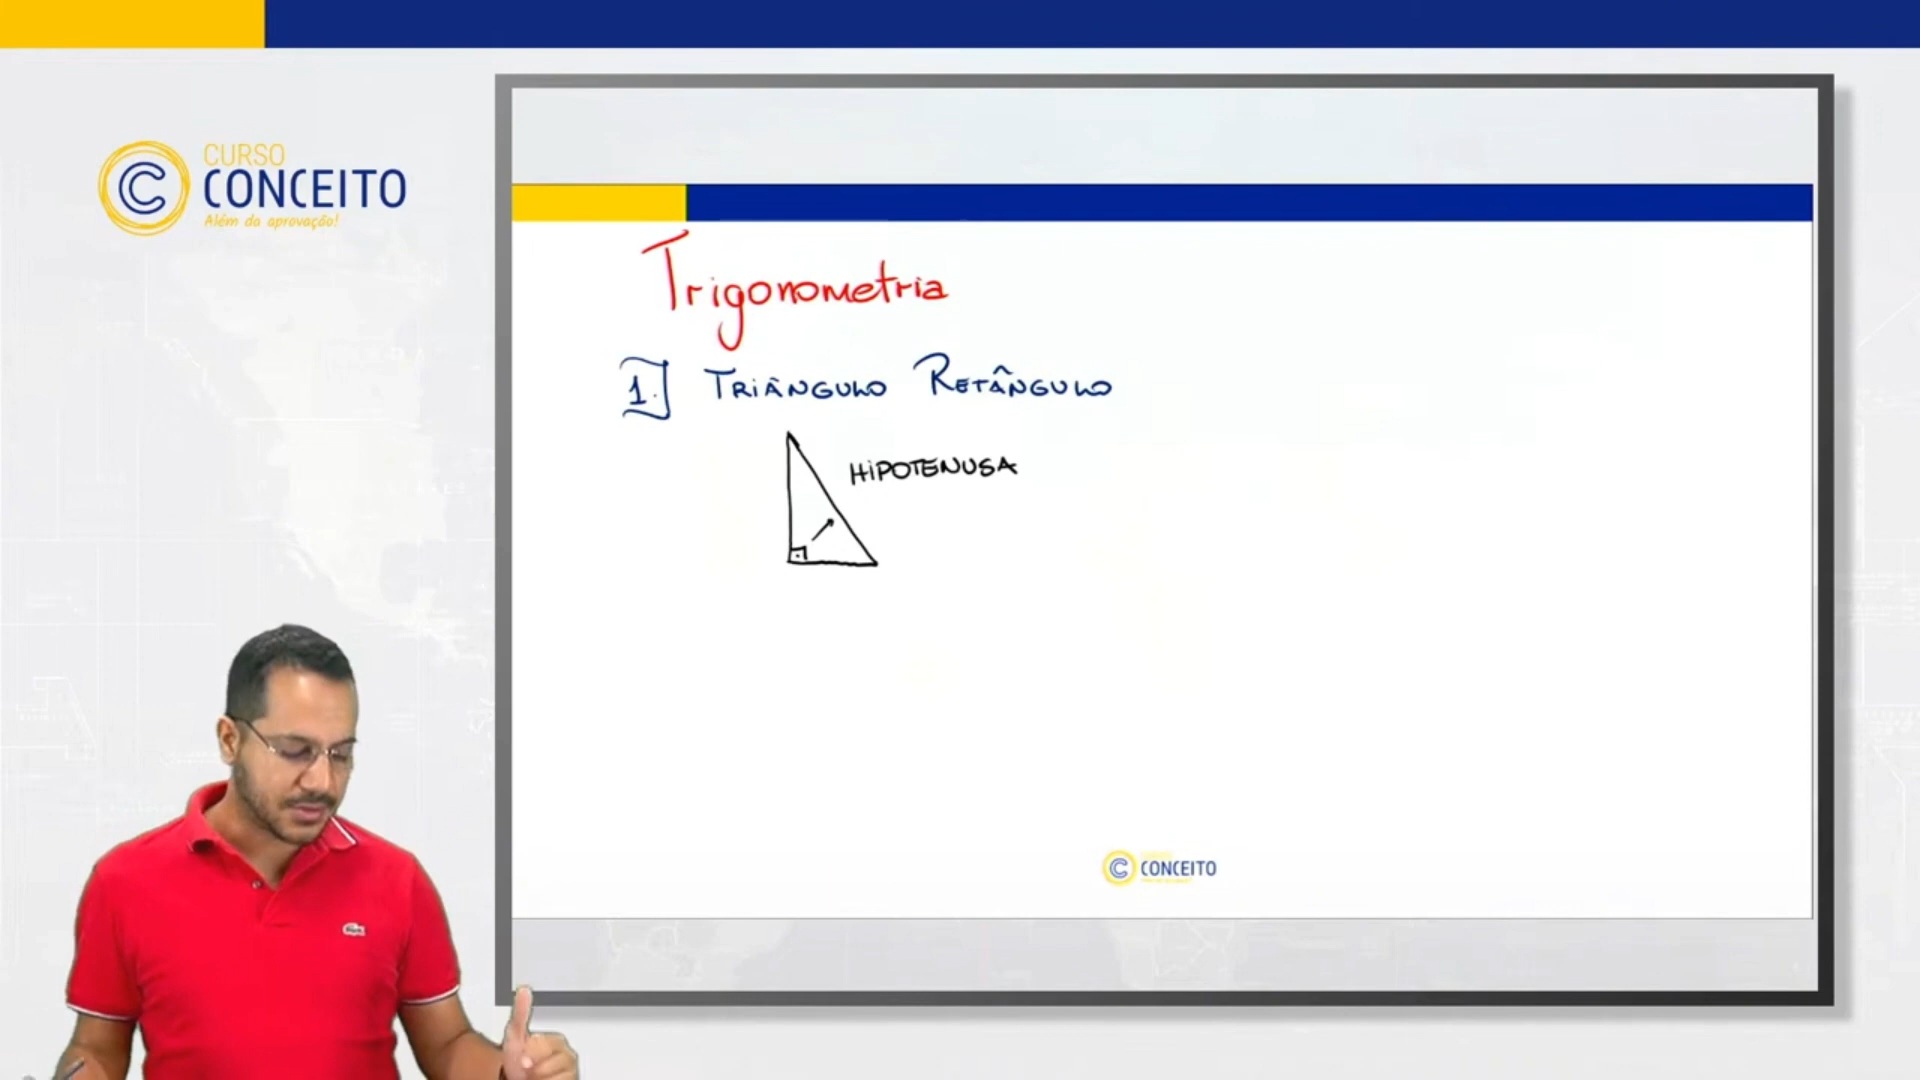 CURSO
CONCEITO
Além da aprovação!
Trigonometria
1. TRIÂNGULO RETÂNGULO
HIPOTENUSA
CONCEITO